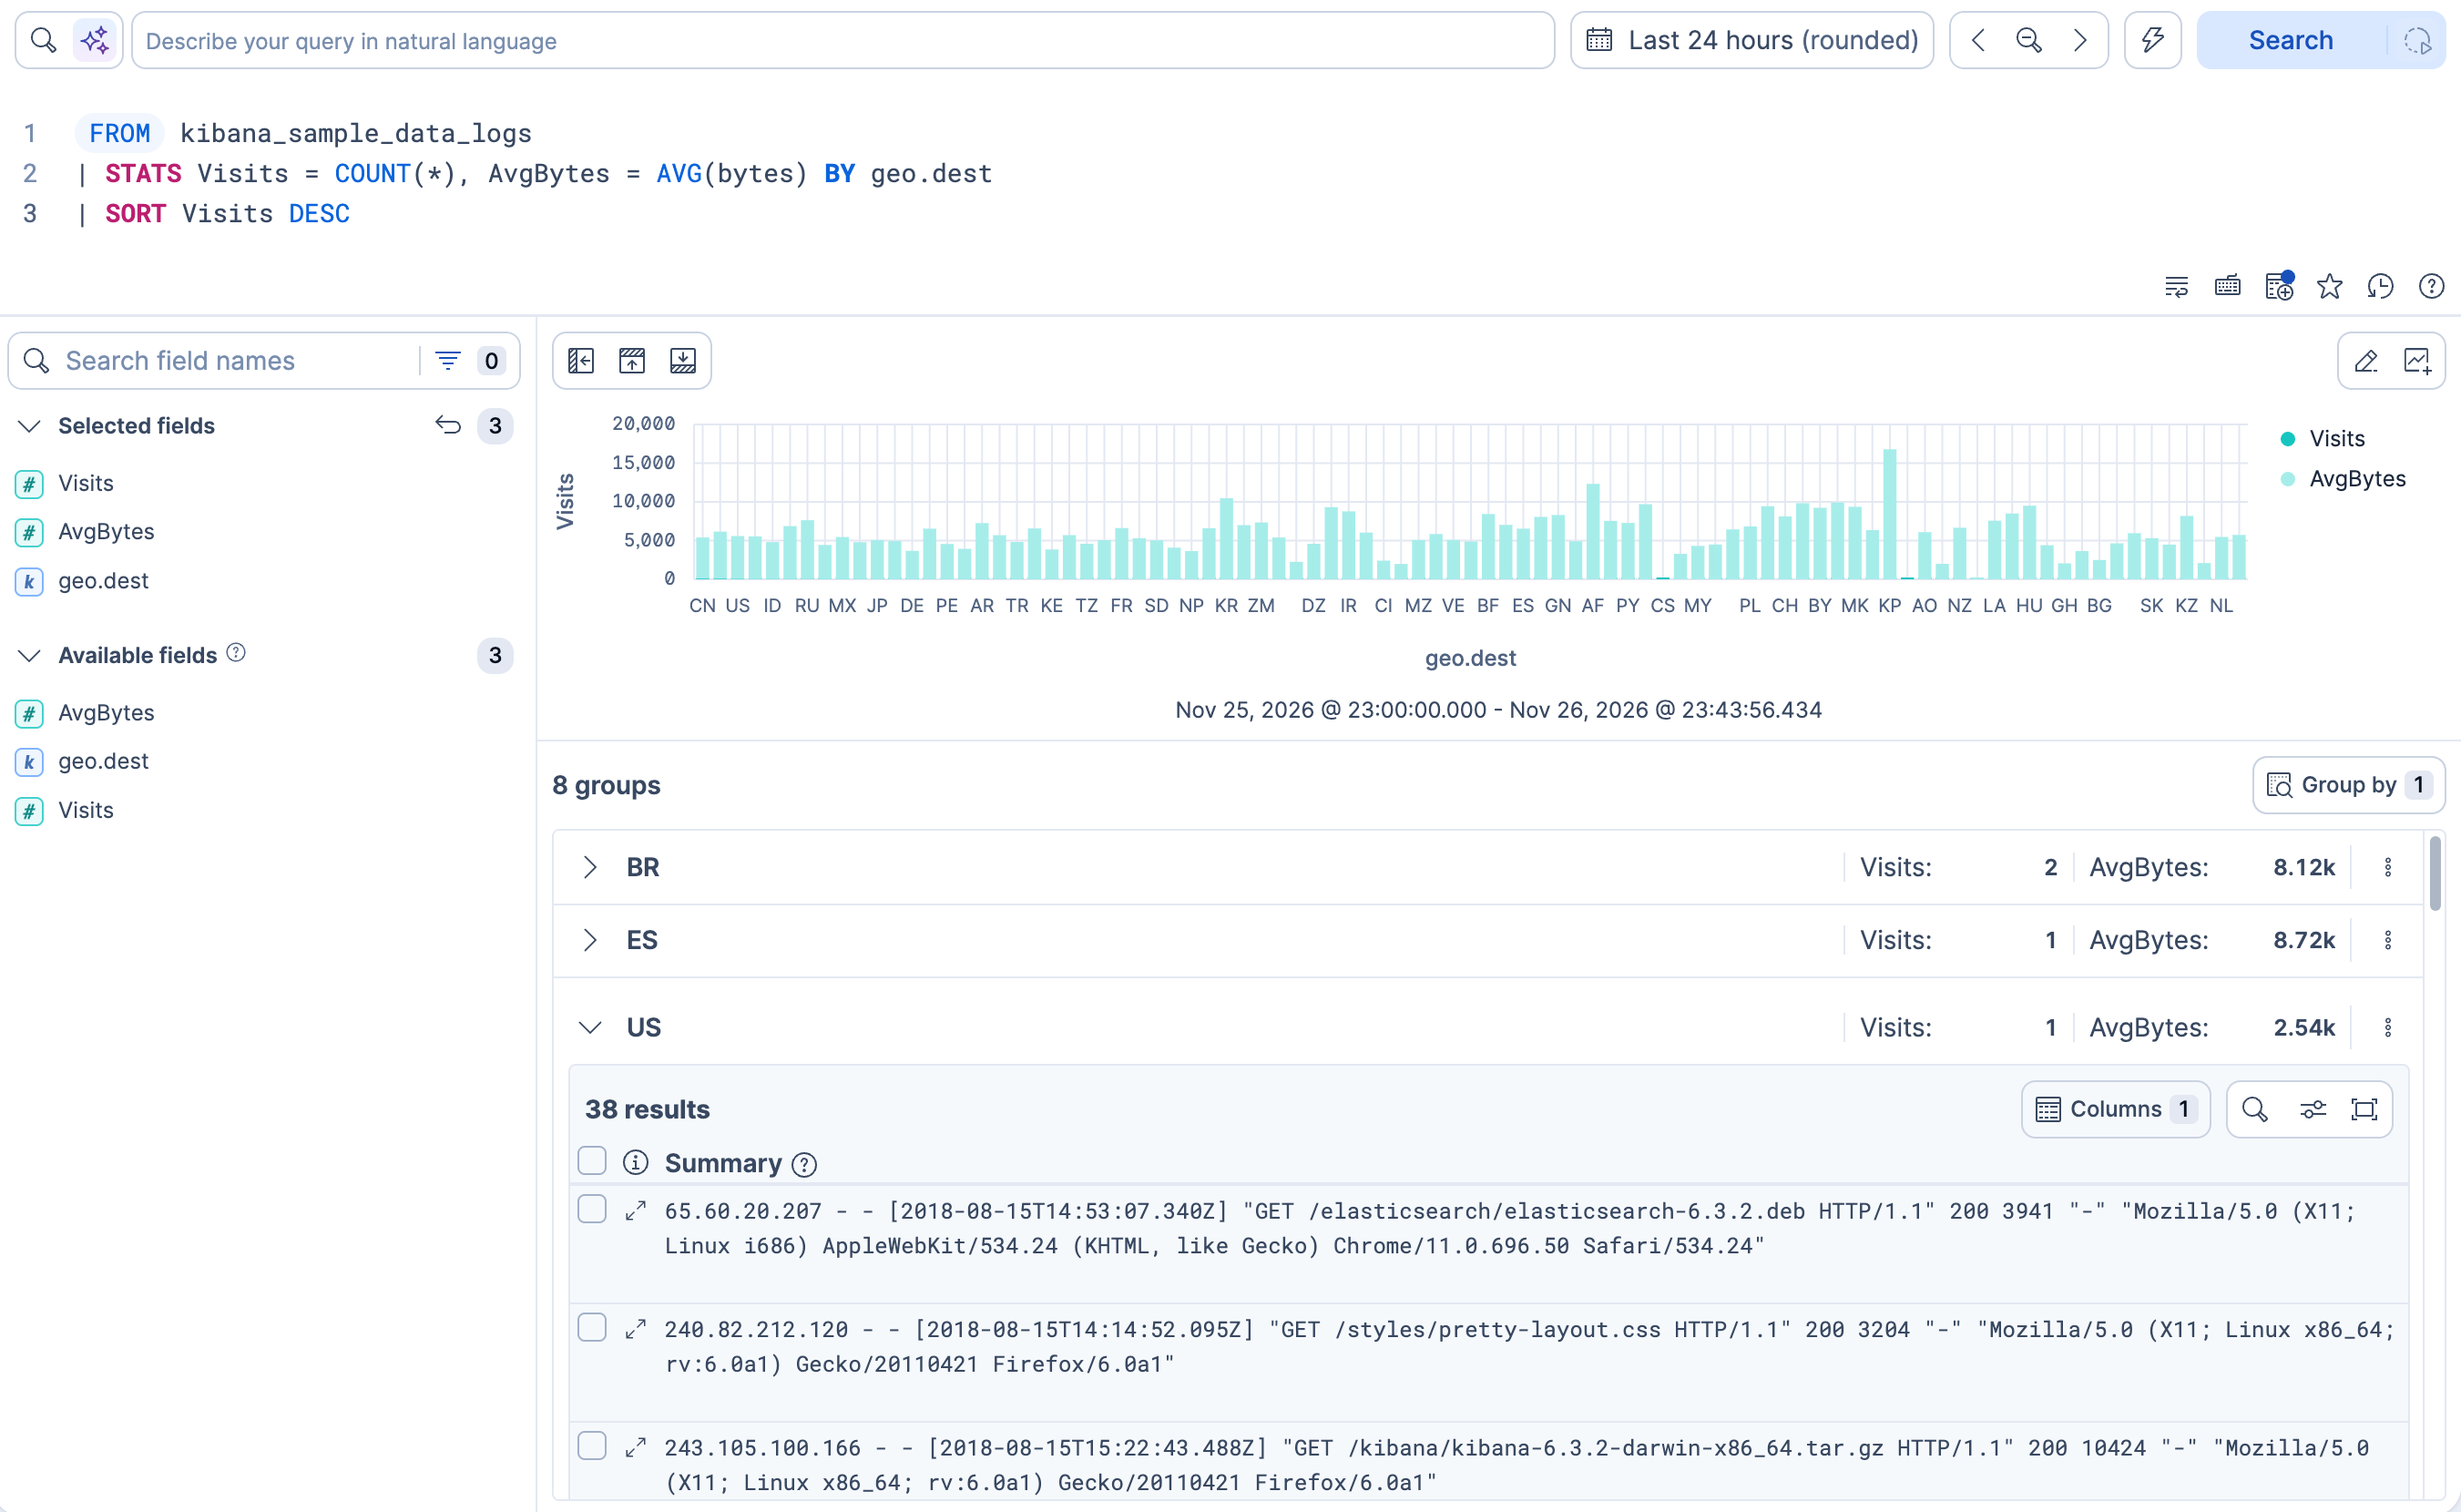 Describe your query in natural language
Last 24 hours (rounded)
Search
1 FROM kibana_sample_data_logs
2 | STATS Visits = COUNT(*), AvgBytes = AVG(bytes) BY geo.dest
3 | SORT Visits DESC
Search field names
0
Selected fields
3
# Visits
# AvgBytes
k geo.dest
Available fields
3
# AvgBytes
k geo.dest
# Visits
Visits
20,000
15,000
10,000
5,000
0
CN US ID RU MX JP DE PE AR TR KE TZ FR SD NP KR ZM DZ IR CI MZ VE BF ES GN AF PY CS MY PL CH BY MK KP AO NZ LA HU GH BG SK KZ NL
geo.dest
Nov 25, 2026 @ 23:00:00.000 - Nov 26, 2026 @ 23:43:56.434
Visits
AvgBytes
8 groups
Group by 1
BR Visits: 2 AvgBytes: 8.12k
ES Visits: 1 AvgBytes: 8.72k
US Visits: 1 AvgBytes: 2.54k
38 results
Columns 1
Summary
65.60.20.207 - - [2018-08-15T14:53:07.340Z] "GET /elasticsearch/elasticsearch-6.3.2.deb HTTP/1.1" 200 3941 "-" "Mozilla/5.0 (X11;
Linux i686) AppleWebKit/534.24 (KHTML, like Gecko) Chrome/11.0.696.50 Safari/534.24"
240.82.212.120 - - [2018-08-15T14:14:52.095Z] "GET /styles/pretty-layout.css HTTP/1.1" 200 3204 "-" "Mozilla/5.0 (X11; Linux x86_64;
rv:6.0a1) Gecko/20110421 Firefox/6.0a1"
243.105.100.166 - - [2018-08-15T15:22:43.488Z] "GET /kibana/kibana-6.3.2-darwin-x86_64.tar.gz HTTP/1.1" 200 10424 "-" "Mozilla/5.0
(X11; Linux x86_64; rv:6.0a1) Gecko/20110421 Firefox/6.0a1"